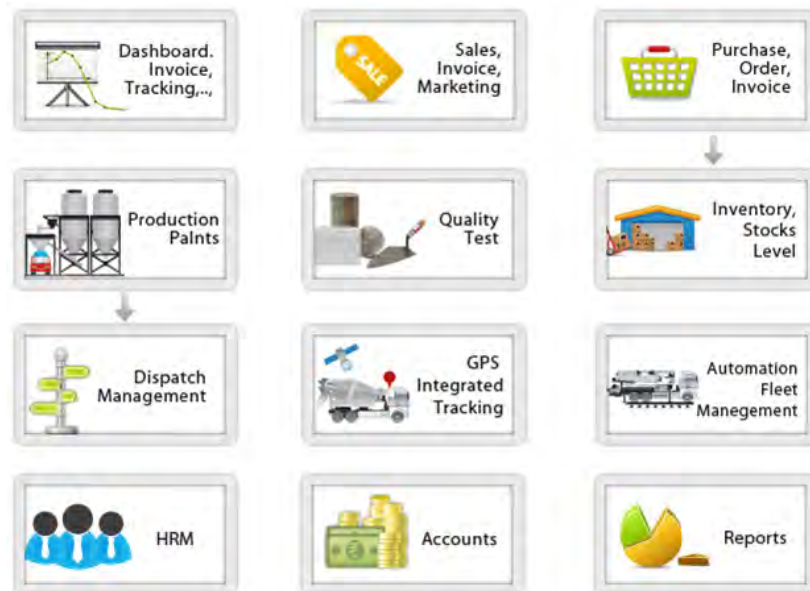 Dashboard.
Invoice,
Tracking,..,
Sales,
Invoice,
Marketing
SALE
Purchase,
Order,
Invoice
Production
Palnts
Quality
Test
Inventory,
Stocks
Level
Dispatch
Management
GPS
Integrated
Tracking
Automation
Fleet
Manegement
HRM
Accounts
Reports